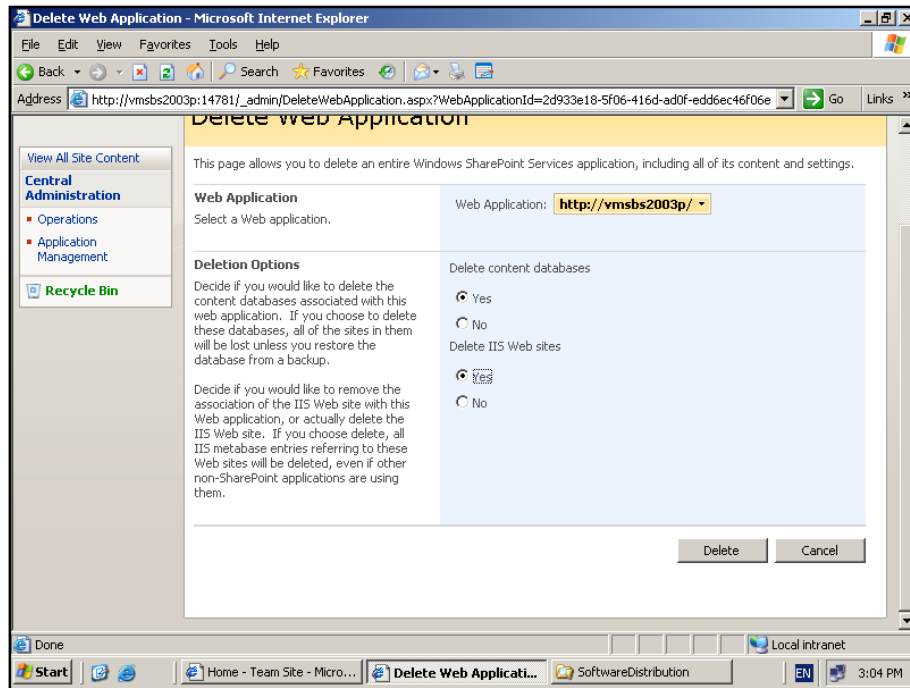 Delete Web Application - Microsoft Internet Explorer
File Edit View Favorites Tools Help
Back Search Favorites
Address http://vmsbs2003p:14781/_admin/DeleteWebApplication.aspx?WebApplicationId=2d933e18-5f06-416d-ad0f-edd6ec46f06e Go Links »
Delete Web Application
View All Site Content
Central
Administration
Operations
Application
Management
Recycle Bin
This page allows you to delete an entire Windows SharePoint Services application, including all of its content and settings.
Web Application
Select a Web application.
Web Application: http://vmsbs2003p/
Deletion Options
Decide if you would like to delete the
content databases associated with this
web application. If you choose to delete
these databases, all of the sites in them
will be lost unless you restore the
database from a backup.
Decide if you would like to remove the
association of the IIS Web site with this
Web application, or actually delete the
IIS Web site. If you choose delete, all
IIS metabase entries referring to these
Web sites will be deleted, even if other
non-SharePoint applications are using
them.
Delete content databases
Yes
No
Delete IIS Web sites
Yes
No
Delete Cancel
Done Local intranet
Start Home - Team Site - Micro... Delete Web Applicati... SoftwareDistribution EN 3:04 PM